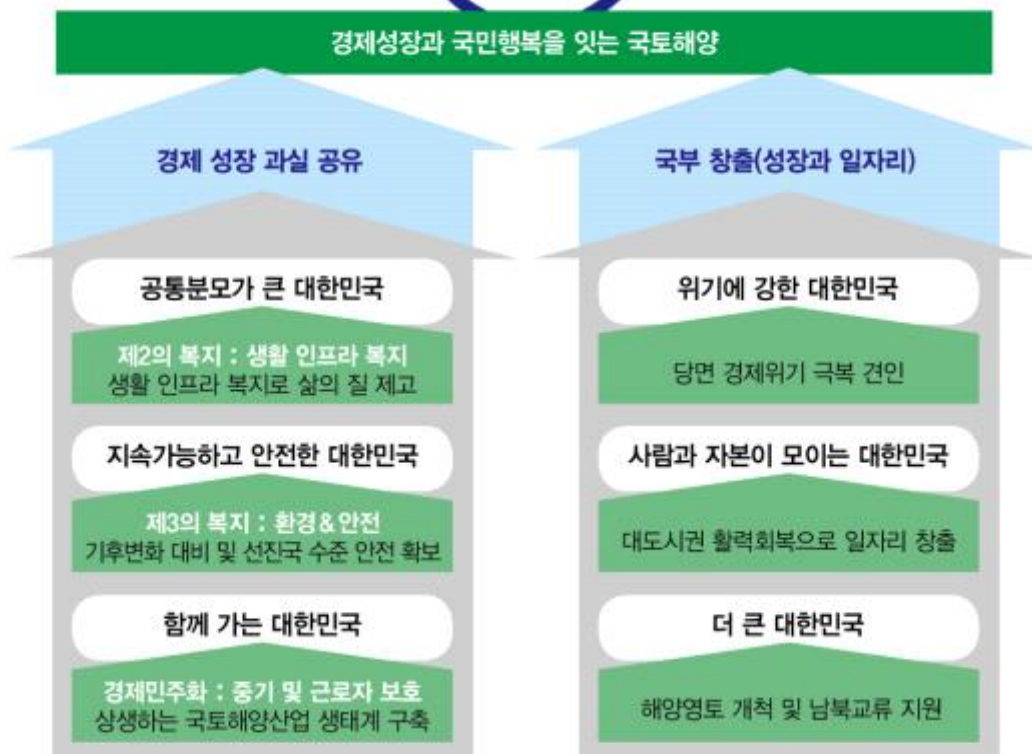 경제성장과 국민행복을 잇는 국토해양
경제 성장 과실 공유
공통분모가 큰 대한민국
제2의 복지 : 생활 인프라 복지
생활 인프라 복지로 삶의 질 제고
지속가능하고 안전한 대한민국
제3의 복지 : 환경&안전
기후변화 대비 및 선진국 수준 안전 확보
함께 가는 대한민국
경제민주화 : 중기 및 근로자 보호
상생하는 국토해양산업 생태계 구축
국부 창출(성장과 일자리)
위기에 강한 대한민국
당면 경제위기 극복 견인
사람과 자본이 모이는 대한민국
대도시권 활력회복으로 일자리 창출
더 큰 대한민국
해양영토 개척 및 남북교류 지원